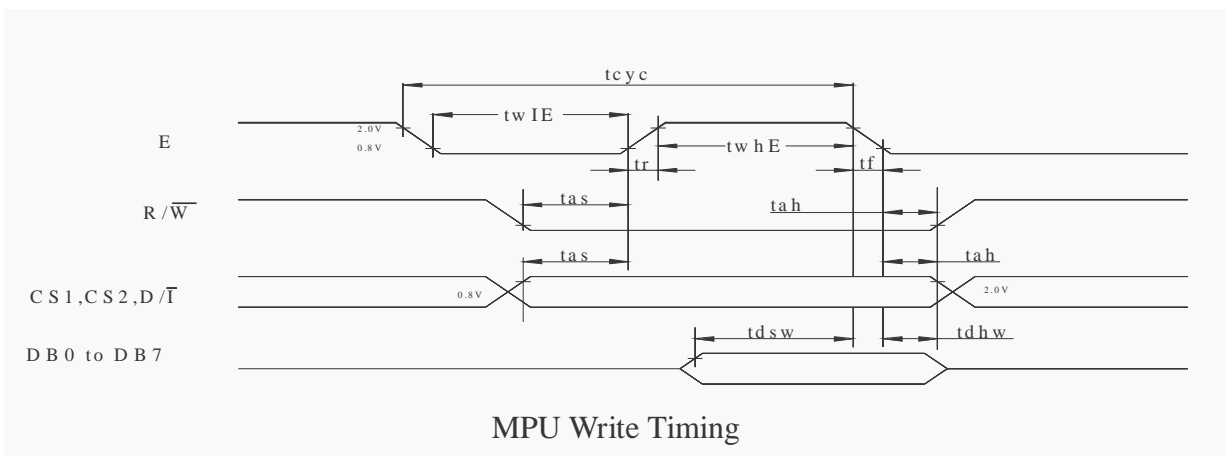 tcyc
twIE
E
2.0V
0.8V
twhE
tr
tf
R/W̅
tas
tah
tas
tah
CS1,CS2,D/I̅
0.8V
2.0V
tdsw
tdhw
DB0 to DB7
MPU Write Timing